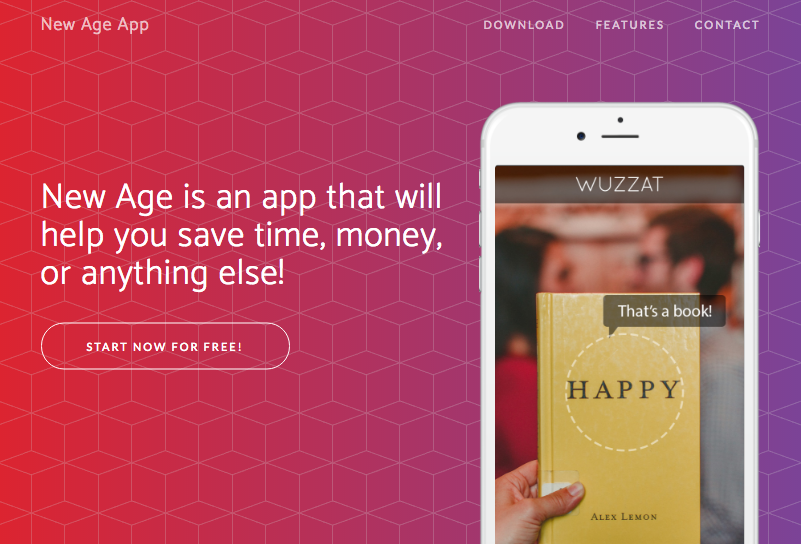 New Age App
DOWNLOAD
FEATURES
CONTACT
New Age is an app that will
help you save time, money,
or anything else!
START NOW FOR FREE!
WUZZAT
That's a book!
HAPPY
ALEX LEMON